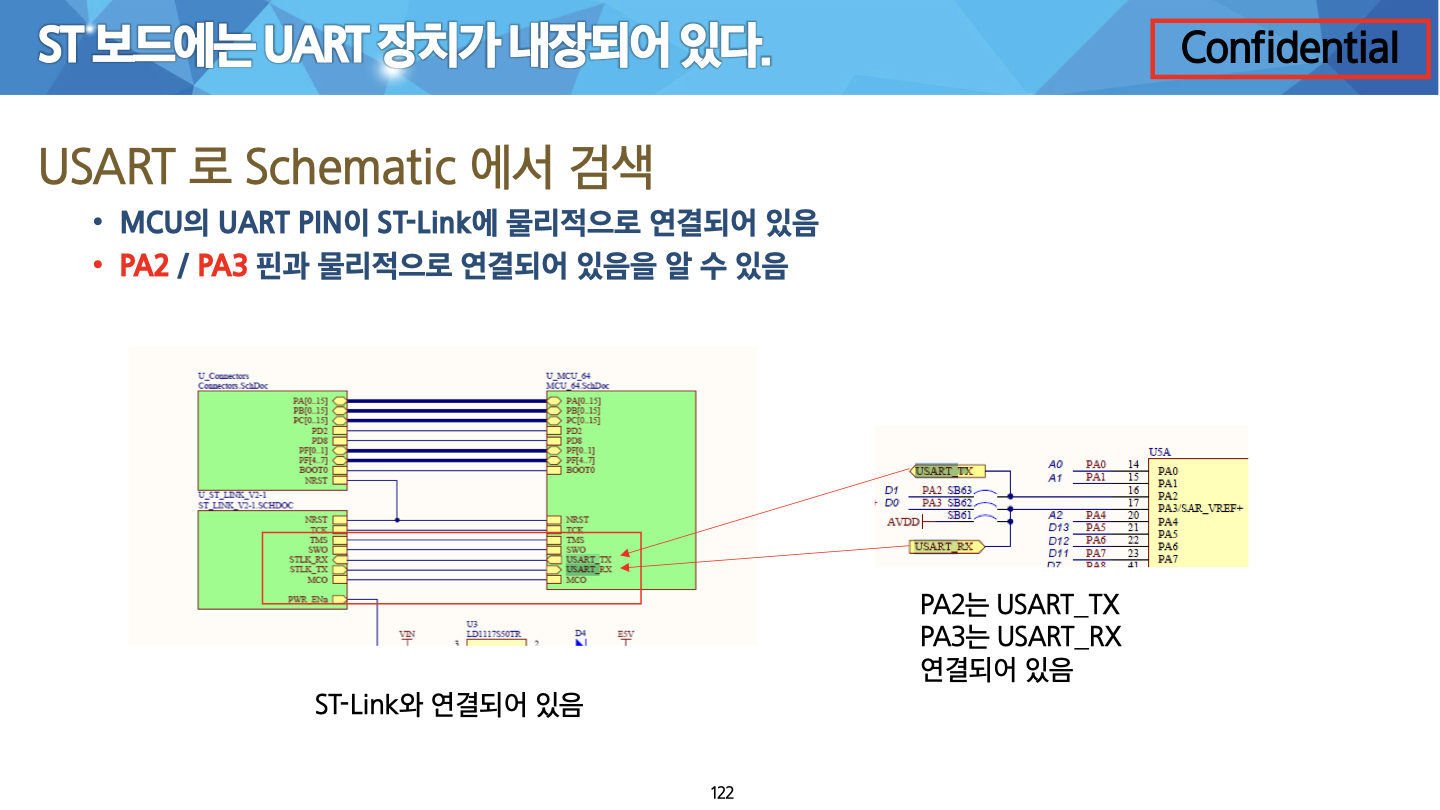 ST 보드에는 UART 장치가 내장되어 있다.
Confidential
USART 로 Schematic 에서 검색
• MCU의 UART PIN이 ST-Link에 물리적으로 연결되어 있음
• PA2 / PA3 핀과 물리적으로 연결되어 있음을 알 수 있음
U_Connectors
Connectors.SchDoc
PA[0..15]
PB[0..15]
PC[0..15]
PD2
PD8
PF[0..1]
PF[4..7]
BOOT0
NRST
U_ST_LINK_V2-1
ST_LINK_V2-1.SCHDOC
NRST
TCK
TMS
SWO
STLK_RX
STLK_TX
MCO
PWR_ENn
U_MCU_64
MCU_64.SchDoc
PA[0..15]
PB[0..15]
PC[0..15]
PD2
PD8
PF[0..1]
PF[4..7]
BOOT0
NRST
TCK
TMS
SWO
USART_TX
USART_RX
MCO
VIN
U3
LD1117S50TR
3
2
D4
E5V
USART_TX
D1 PA2 SB63
D0 PA3 SB62
SB61
AVDD
USART_RX
U5A
A0 PA0 14 PA0
A1 PA1 15 PA1
16 PA2
17 PA3/SAR_VREF+
A2 PA4 20 PA4
D13 PA5 21 PA5
D12 PA6 22 PA6
D11 PA7 23 PA7
D7 PA8 41
PA2는 USART_TX
PA3는 USART_RX
연결되어 있음
ST-Link와 연결되어 있음
122